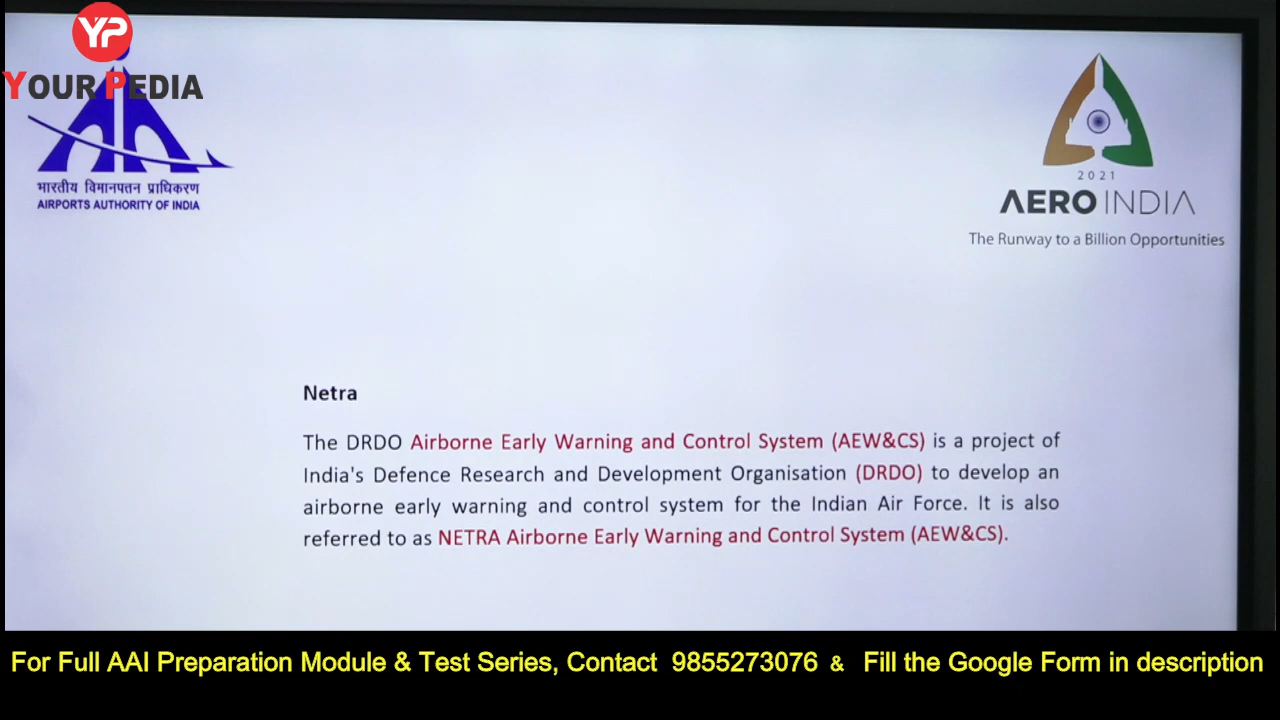 YP
YOUR PEDIA
भारतीय विमानपत्तन प्राधिकरण
AIRPORTS AUTHORITY OF INDIA
2021
AERO INDIA
The Runway to a Billion Opportunities
Netra
The DRDO Airborne Early Warning and Control System (AEW&CS) is a project of
India's Defence Research and Development Organisation (DRDO) to develop an
airborne early warning and control system for the Indian Air Force. It is also
referred to as NETRA Airborne Early Warning and Control System (AEW&CS).
For Full AAI Preparation Module & Test Series, Contact 9855273076 & Fill the Google Form in description